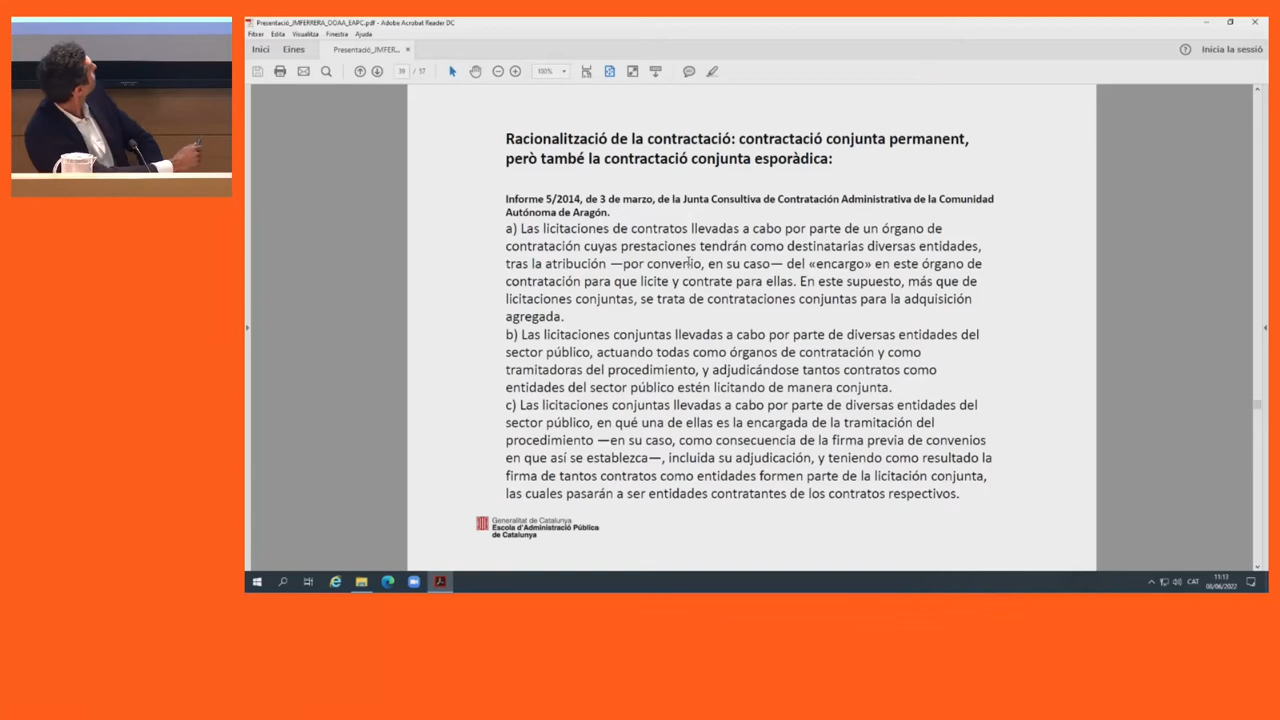 Presentació_JMFERRERA_OOAA_EAPC.pdf - Adobe Acrobat Reader DC
Fitxer Edita Visualitza Finestra Ajuda
Inici Eines Presentació_JMFER... × Inicia la sessió
39 / 57 100%
Racionalització de la contractació: contractació conjunta permanent,
però també la contractació conjunta esporàdica:
Informe 5/2014, de 3 de marzo, de la Junta Consultiva de Contratación Administrativa de la Comunidad
Autónoma de Aragón.
a) Las licitaciones de contratos llevadas a cabo por parte de un órgano de
contratación cuyas prestaciones tendrán como destinatarias diversas entidades,
tras la atribución —por convenio, en su caso— del «encargo» en este órgano de
contratación para que licite y contrate para ellas. En este supuesto, más que de
licitaciones conjuntas, se trata de contrataciones conjuntas para la adquisición
agregada.
b) Las licitaciones conjuntas llevadas a cabo por parte de diversas entidades del
sector público, actuando todas como órganos de contratación y como
tramitadoras del procedimiento, y adjudicándose tantos contratos como
entidades del sector público estén licitando de manera conjunta.
c) Las licitaciones conjuntas llevadas a cabo por parte de diversas entidades del
sector público, en qué una de ellas es la encargada de la tramitación del
procedimiento —en su caso, como consecuencia de la firma previa de convenios
en que así se establezca—, incluida su adjudicación, y teniendo como resultado la
firma de tantos contratos como entidades formen parte de la licitación conjunta,
las cuales pasarán a ser entidades contratantes de los contratos respectivos.
Generalitat de Catalunya
Escola d'Administració Pública
de Catalunya
CAT
11:13
08/06/2022